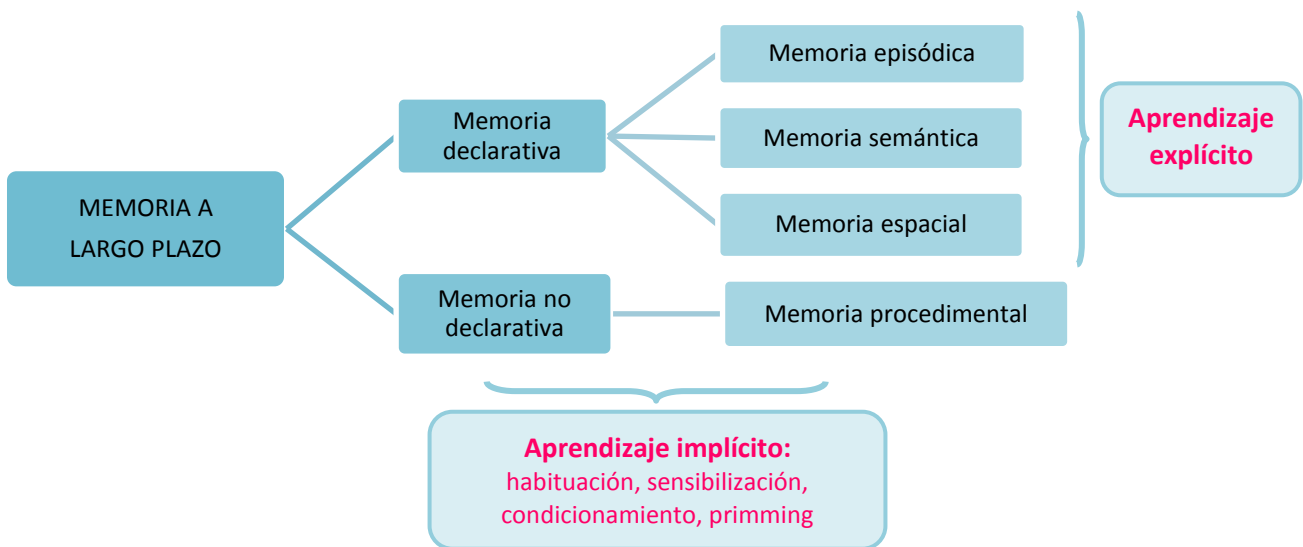 MEMORIA A
LARGO PLAZO
Memoria
declarativa
Memoria no
declarativa
Memoria episódica
Memoria semántica
Memoria espacial
Memoria procedimental
Aprendizaje
explícito
Aprendizaje implícito:
habituación, sensibilización,
condicionamiento, primming